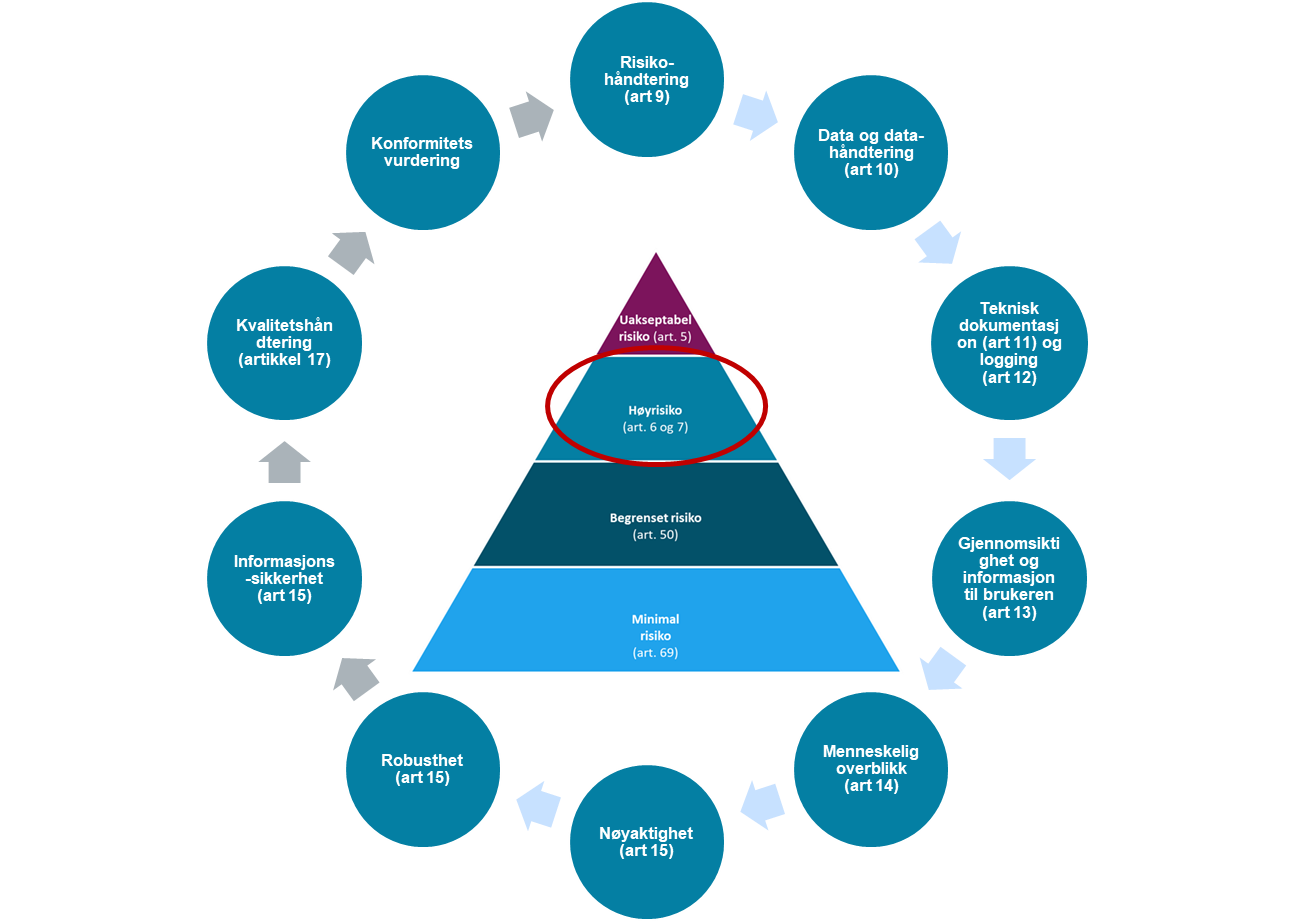 Risiko-
håndtering
(art 9)
Data og data-
håndtering
(art 10)
Teknisk
dokumentasj
on (art 11) og
logging
(art 12)
Gjennomsikti
ghet og
informasjon
til brukeren
(art 13)
Menneskelig
overblikk
(art 14)
Nøyaktighet
(art 15)
Robusthet
(art 15)
Informasjons
-sikkerhet
(art 15)
Kvalitetshån
dtering
(artikkel 17)
Konformitets
vurdering
Uakseptabel
risiko (art. 5)
Høyrisiko
(art. 6 og 7)
Begrenset risiko
(art. 50)
Minimal
risiko
(art. 69)